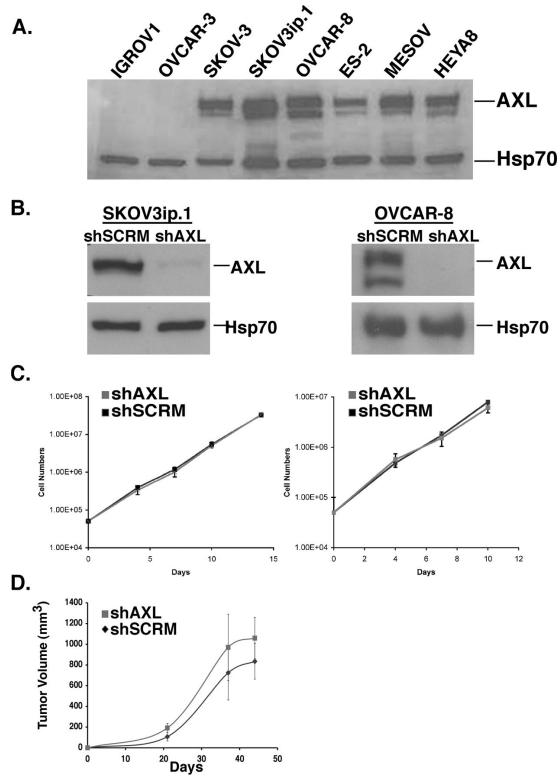 A.
IGROV1 OVCAR-3 SKOV-3 SKOV3ip.1 OVCAR-8 ES-2 MESOV HEYA8
AXL
Hsp70
B.
SKOV3ip.1
shSCRM shAXL
AXL
Hsp70
OVCAR-8
shSCRM shAXL
AXL
Hsp70
C.
shAXL
shSCRM
Cell Numbers
1.00E+08
1.00E+07
1.00E+06
1.00E+05
1.00E+04
0 5 10 15
Days
shAXL
shSCRM
Cell Numbers
1.00E+07
1.00E+06
1.00E+05
1.00E+04
0 2 4 6 8 10 12
Days
D.
shAXL
shSCRM
Tumor Volume (mm3)
1400
1200
1000
800
600
400
200
0
0 10 20 30 40 50
Days